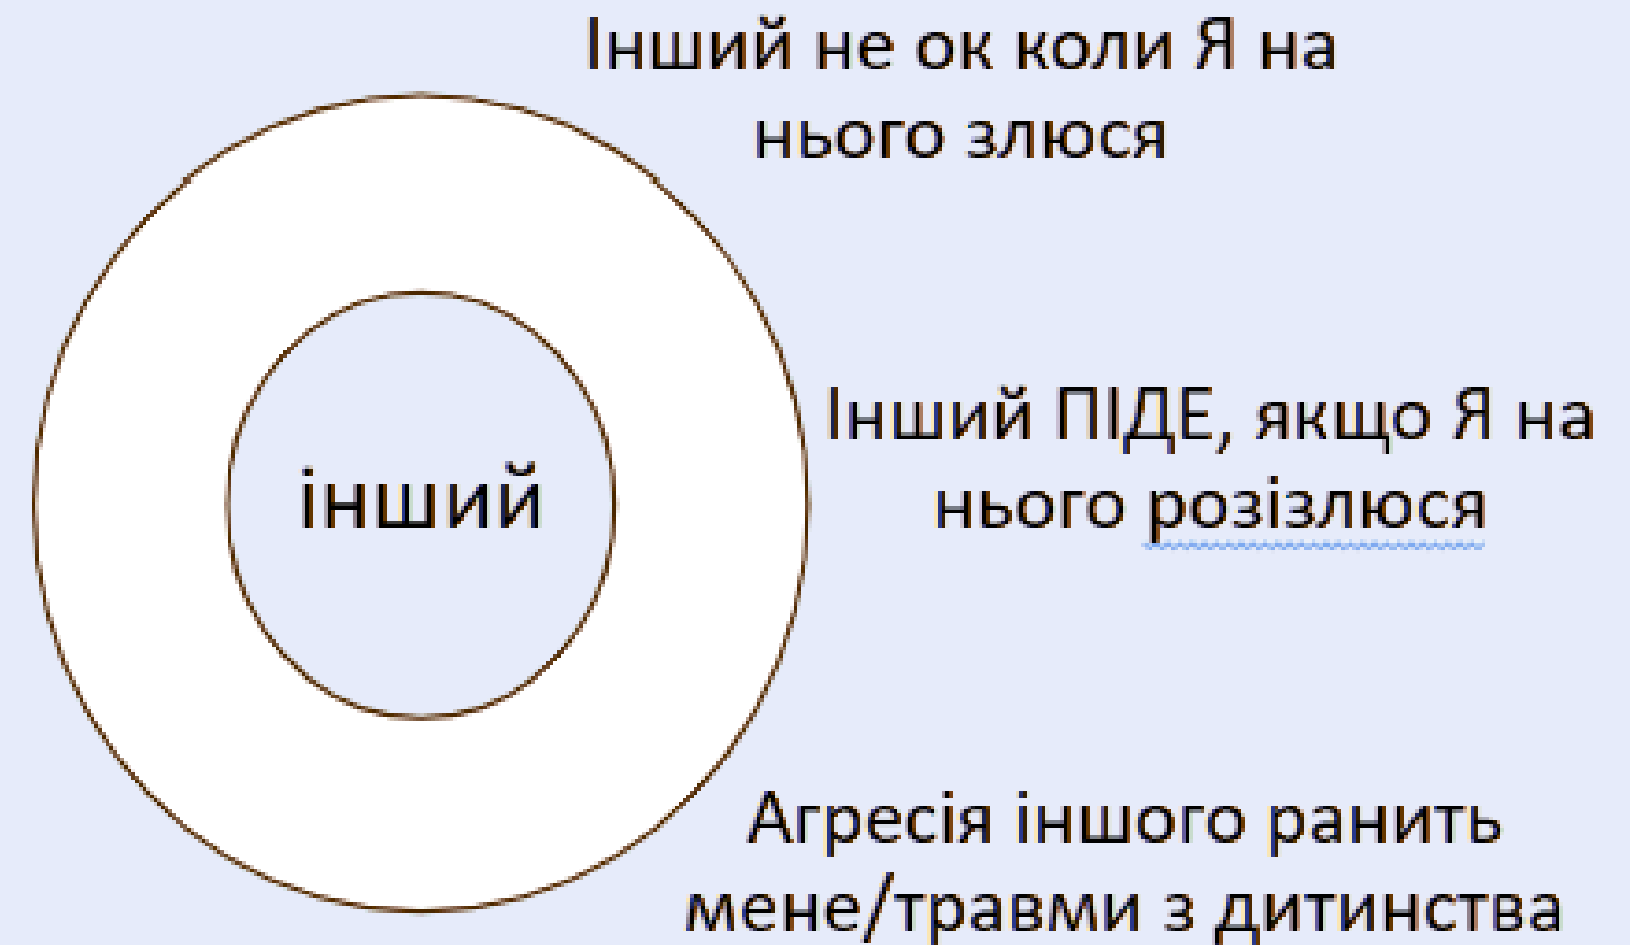 Інший не ок коли Я на
нього злюся
Інший ПІДЕ, якщо Я на
нього розізлюся
інший
Агресія іншого ранить
мене/травми з дитинства